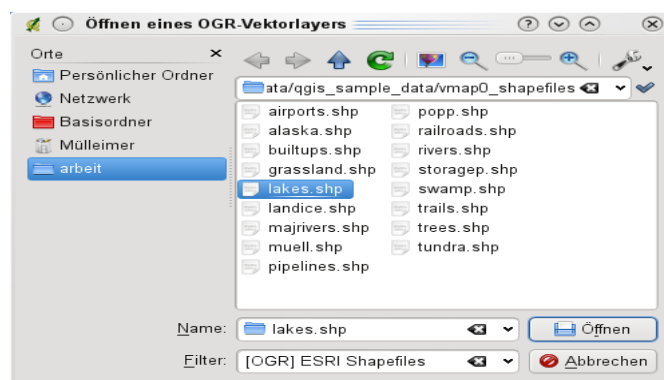 Öffnen eines OGR-Vektorlayers
Orte
Persönlicher Ordner
Netzwerk
Basisordner
Mülleimer
arbeit
ata/qgis_sample_data/vmap0_shapefiles
airports.shp
alaska.shp
builtups.shp
grassland.shp
lakes.shp
landice.shp
majrivers.shp
muell.shp
pipelines.shp
popp.shp
railroads.shp
rivers.shp
storagep.shp
swamp.shp
trails.shp
trees.shp
tundra.shp
Name: lakes.shp Öffnen
Filter: [OGR] ESRI Shapefiles Abbrechen